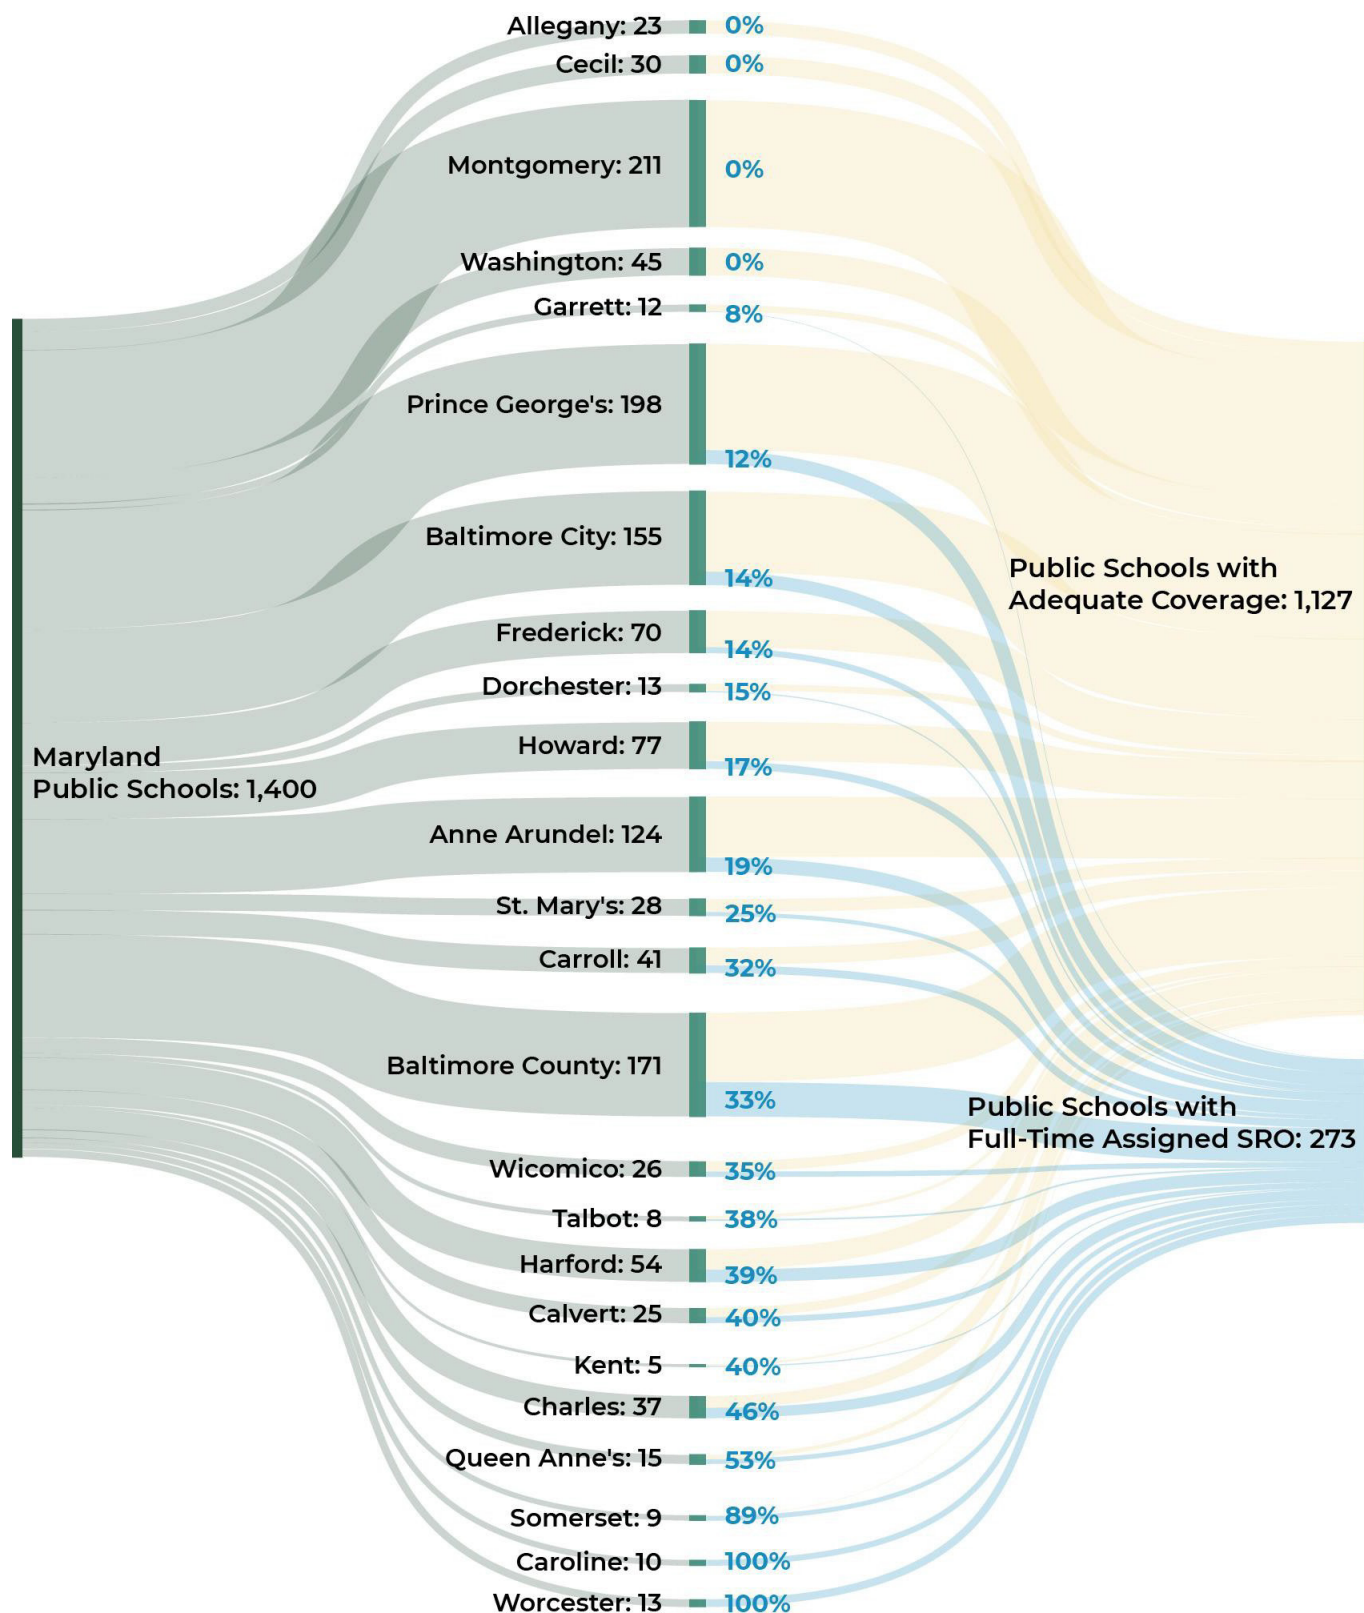 Allegany: 23 0%
Cecil: 30 0%
Montgomery: 211 0%
Washington: 45 0%
Garrett: 12 8%
Prince George's: 198 12%
Baltimore City: 155 14%
Public Schools with
Adequate Coverage: 1,127
Frederick: 70 14%
Dorchester: 13 15%
Howard: 77 17%
Maryland
Public Schools: 1,400
Anne Arundel: 124 19%
St. Mary's: 28 25%
Carroll: 41 32%
Baltimore County: 171 33%
Public Schools with
Full-Time Assigned SRO: 273
Wicomico: 26 35%
Talbot: 8 38%
Harford: 54 39%
Calvert: 25 40%
Kent: 5 40%
Charles: 37 46%
Queen Anne's: 15 53%
Somerset: 9 89%
Caroline: 10 100%
Worcester: 13 100%